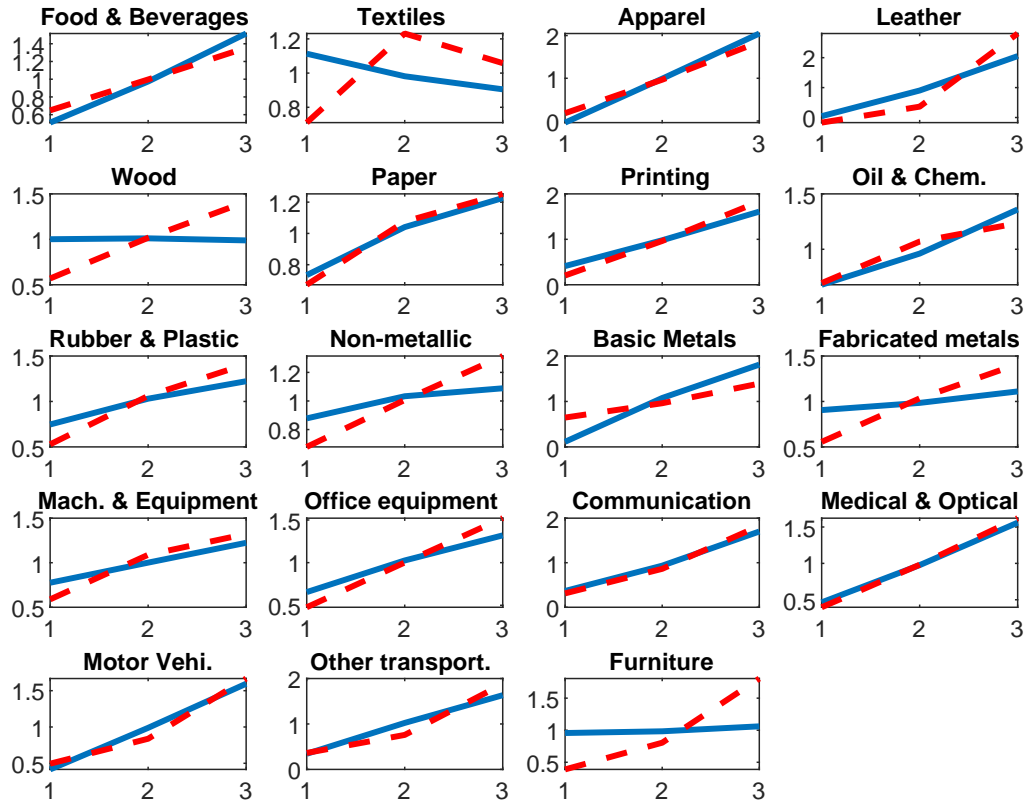 Food & Beverages
Textiles
Apparel
Leather
1.4
1.2
1
0.8
0.6
1 2 3
1.2
1
0.8
1 2 3
2
1
0
1 2 3
2
1
0
1 2 3
Wood
Paper
Printing
Oil & Chem.
1.5
1
0.5
1 2 3
1.2
1
0.8
1 2 3
2
1
0
1 2 3
1.5
1
1 2 3
Rubber & Plastic
Non-metallic
Basic Metals
Fabricated metals
1.5
1
0.5
1 2 3
1.2
1
0.8
1 2 3
2
1
0
1 2 3
1.5
1
0.5
1 2 3
Mach. & Equipment
Office equipment
Communication
Medical & Optical
1.5
1
0.5
1 2 3
1.5
1
0.5
1 2 3
2
1
0
1 2 3
1.5
1
0.5
1 2 3
Motor Vehi.
Other transport.
Furniture
1.5
1
0.5
1 2 3
2
1
0
1 2 3
1.5
1
0.5
1 2 3